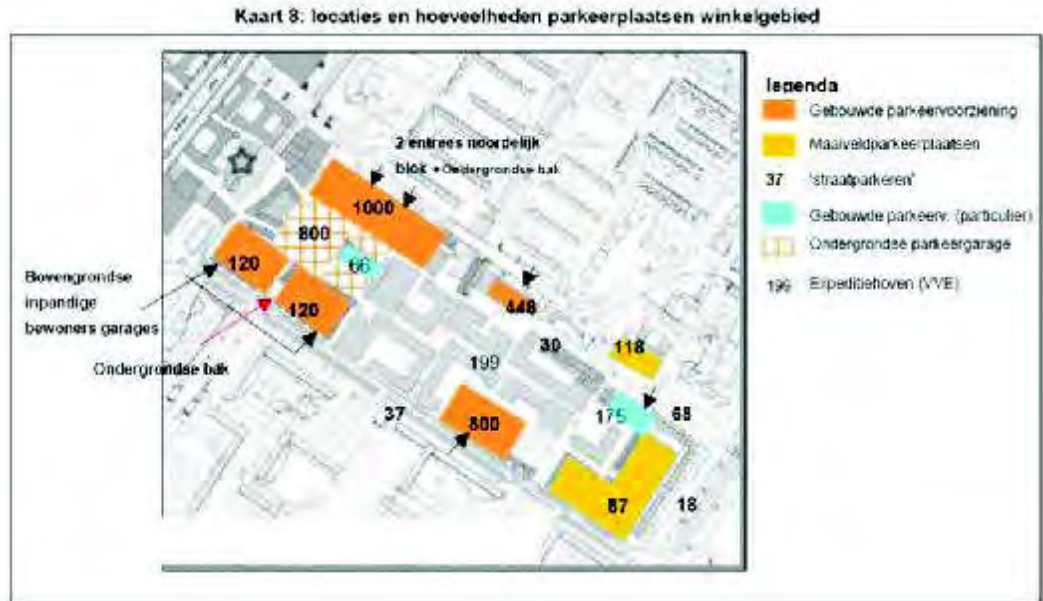 Kaart 8: locaties en hoeveelheden parkeerplaatsen winkelgebied
2 entrees noordelijk
blok + Ondergrondse bak
1000
800
66
120
120
448
30
118
199
175
68
37
800
87
18
Bovengrondse
inpandige
bewoners garages
Ondergrondse bak
legenda
Gebouwde parkeervoorziening
Maaiveldparkeerplaatsen
37 'straatparkeren'
Gebouwde parkeerv. (particulier)
Ondergrondse parkeergarage
199 Expeditiehoven (VVE)